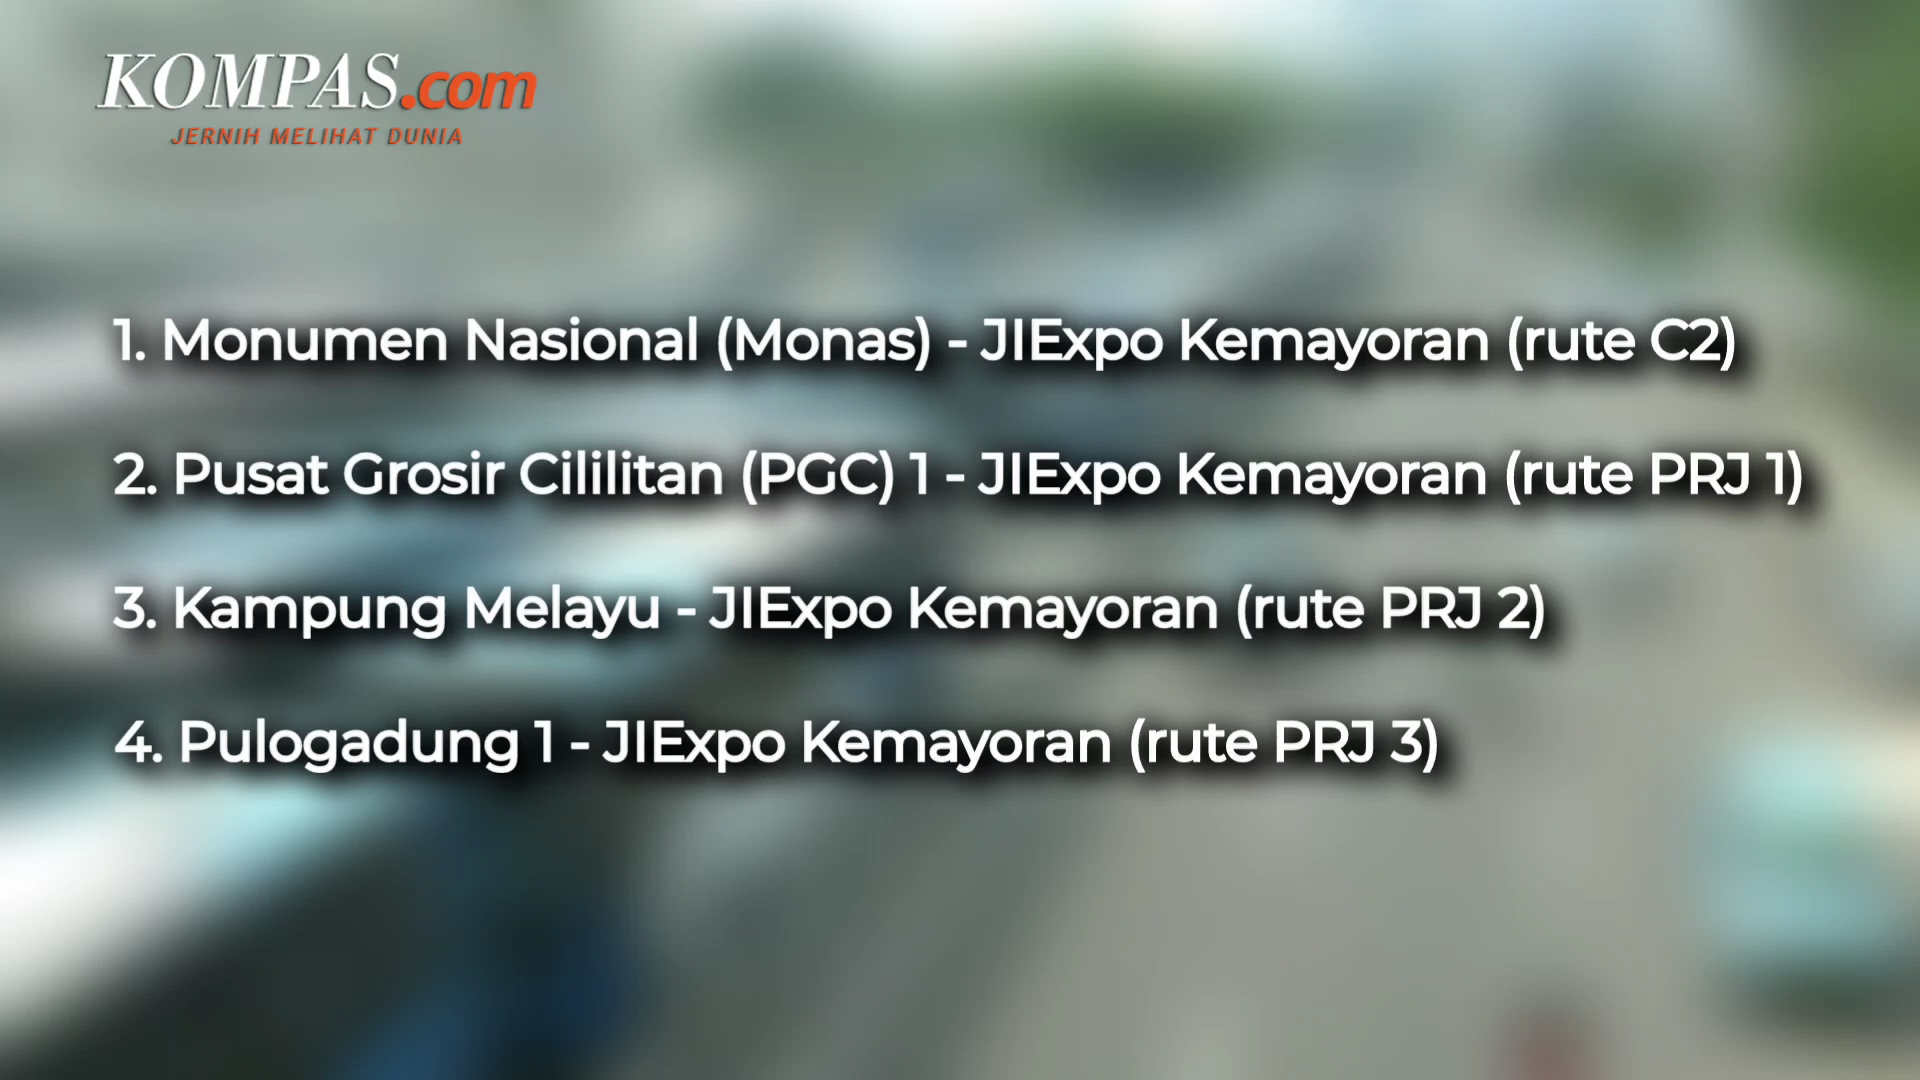 KOMPAS.com
JERNIH MELIHAT DUNIA
1. Monumen Nasional (Monas) - JIExpo Kemayoran (rute C2)
2. Pusat Grosir Cililitan (PGC) 1 - JIExpo Kemayoran (rute PRJ 1)
3. Kampung Melayu - JIExpo Kemayoran (rute PRJ 2)
4. Pulogadung 1 - JIExpo Kemayoran (rute PRJ 3)